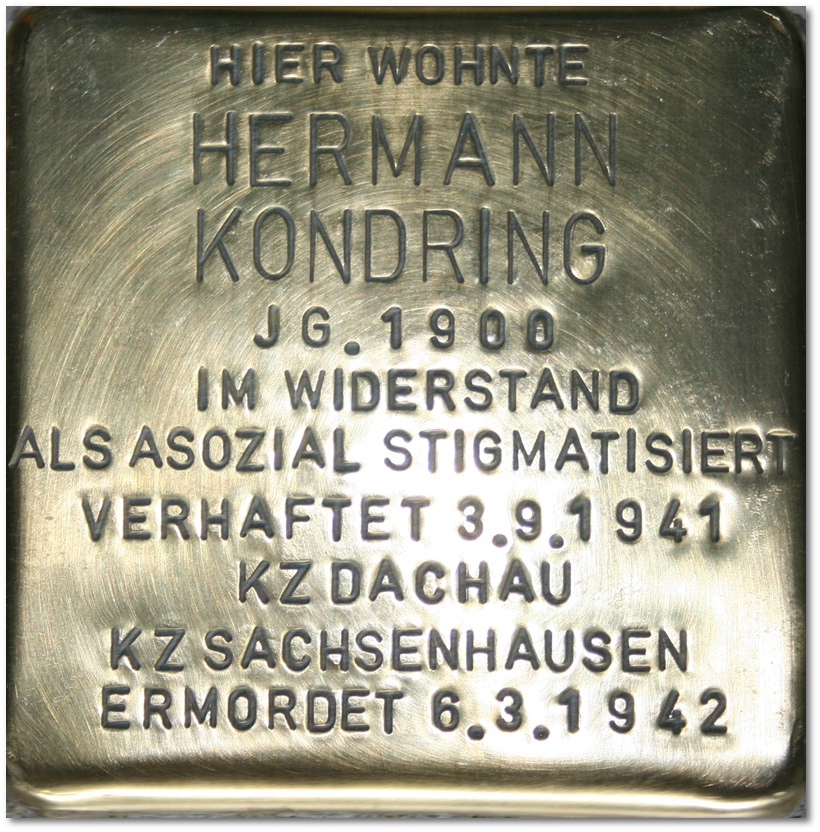 HIER WOHNTE
HERMANN
KONDRING
JG. 1900
IM WIDERSTAND
ALS ASOZIAL STIGMATISIERT
VERHAFTET 3.9.1941
KZ DACHAU
KZ SACHSENHAUSEN
ERMORDET 6.3.1942